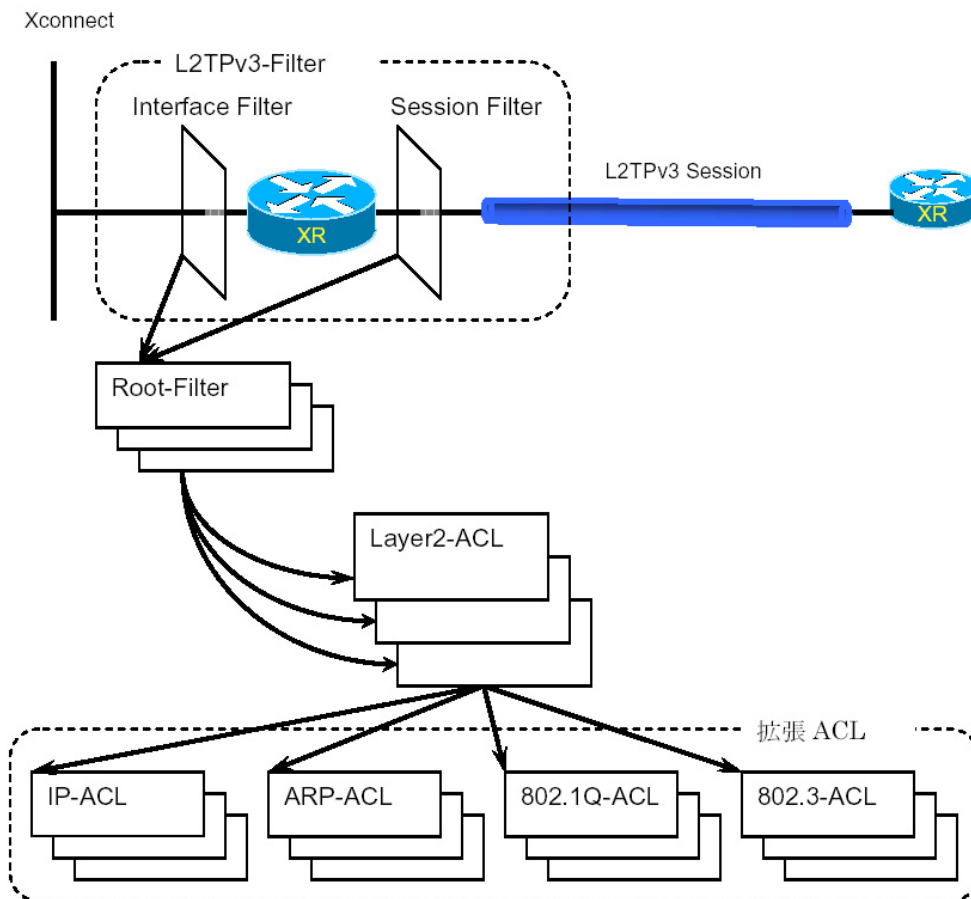 Xconnect
L2TPv3-Filter
Interface Filter
Session Filter
L2TPv3 Session
XR
XR
Root-Filter
Layer2-ACL
拡張 ACL
IP-ACL
ARP-ACL
802.1Q-ACL
802.3-ACL